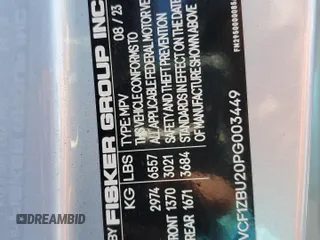 BY FISKER GROUP INC
08 / 23 TYPE: MPV
THIS VEHICLE CONFORMS TO
ALL APPLICABLE FEDERAL MOTOR VE
SAFETY AND THEFT PREVENTION
STANDARDS IN EFFECT ON THE DATE
OF MANUFACTURE SHOWN ABOVE
KG LBS
2974 6557
FRONT 1370 3021
REAR 1671 3684
VCF1ZBU20PG003449
DREAMBID